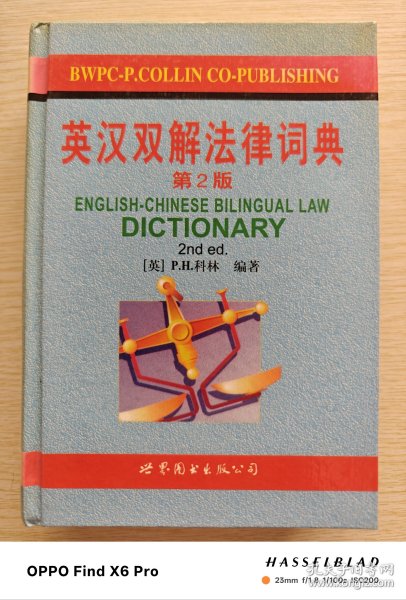 BWPC-P.COLLIN CO-PUBLISHING
英汉双解法律词典
第2版
ENGLISH-CHINESE BILINGUAL LAW
DICTIONARY
2nd ed.
[英] P.H.科林 编著
世界图书出版公司
OPPO Find X6 Pro
HASSELBLAD
23mm f/1.8 1/100s ISO200